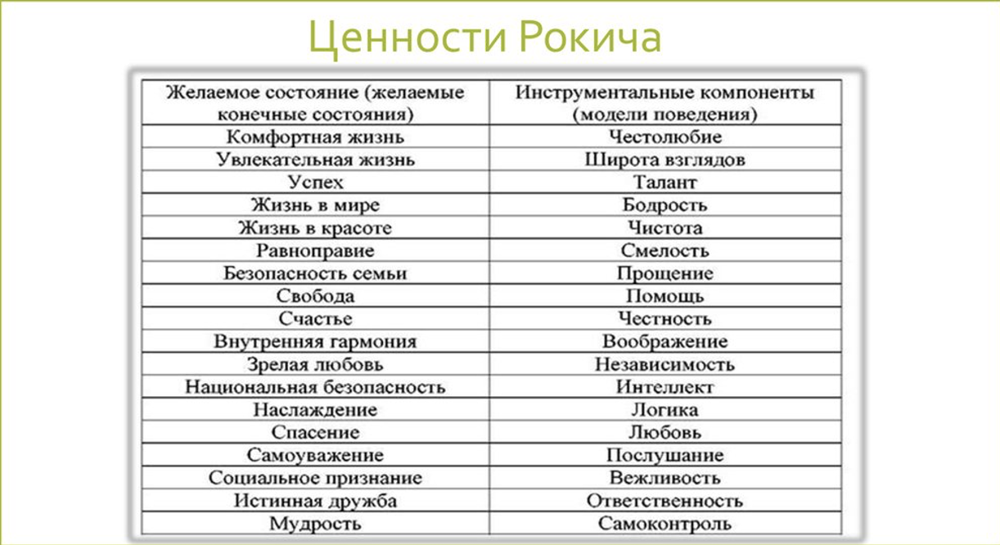 Ценности Рокича
Желаемое состояние (желаемые конечные состояния) Инструментальные компоненты (модели поведения)
Комфортная жизнь Честолюбие
Увлекательная жизнь Широта взглядов
Успех Талант
Жизнь в мире Бодрость
Жизнь в красоте Чистота
Равноправие Смелость
Безопасность семьи Прощение
Свобода Помощь
Счастье Честность
Внутренняя гармония Воображение
Зрелая любовь Независимость
Национальная безопасность Интеллект
Наслаждение Логика
Спасение Любовь
Самоуважение Послушание
Социальное признание Вежливость
Истинная дружба Ответственность
Мудрость Самоконтроль